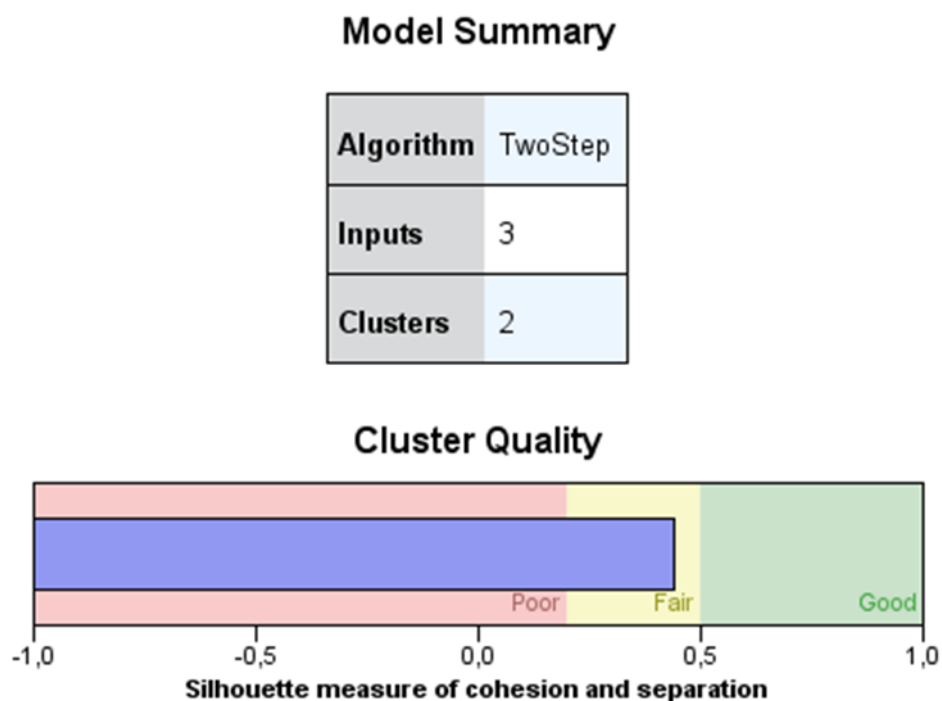 Model Summary
Algorithm TwoStep
Inputs 3
Clusters 2
Cluster Quality
Poor Fair Good
-1,0 -0,5 0,0 0,5 1,0
Silhouette measure of cohesion and separation